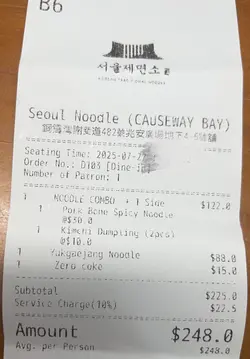 B6
서울제면소
Seoul Noodle (CAUSEWAY BAY)
Seating Time: 2025-07-
Order No.: D103 [Dine-in]
Number of Patron: 1
1 NOODLE COMBO + 1 Side $122.0
1 Pork Bone Spicy Noodle
@$30.0
1 Kimchi Dumpling (2pcs)
@$10.0
1 Yukgaejang Noodle $88.0
1 Zero coke $15.0
Subtotal $225.0
Service Charge(10%) $22.5
Amount $248.0
Avg. per Person $248.0